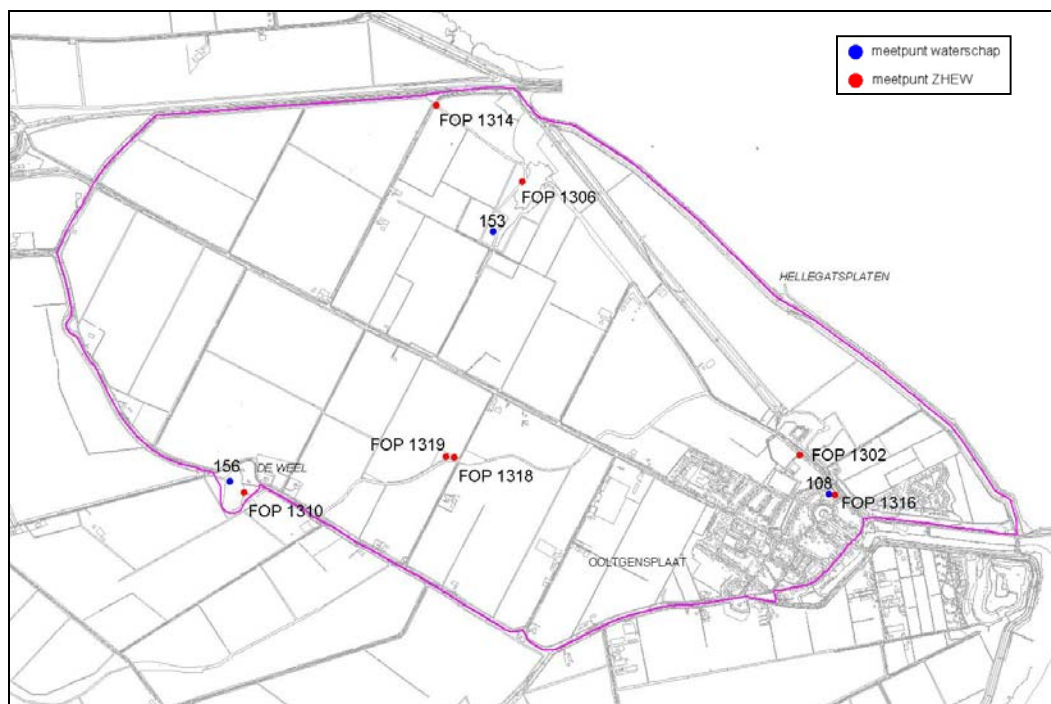 meetpunt waterschap
meetpunt ZHEW
FOP 1314
FOP 1306
153
HELLEGATSPLATEN
FOP 1319
FOP 1318
FOP 1302
156
DE WEEL
108
FOP 1316
FOP 1310
OOLTGENSPLAAT